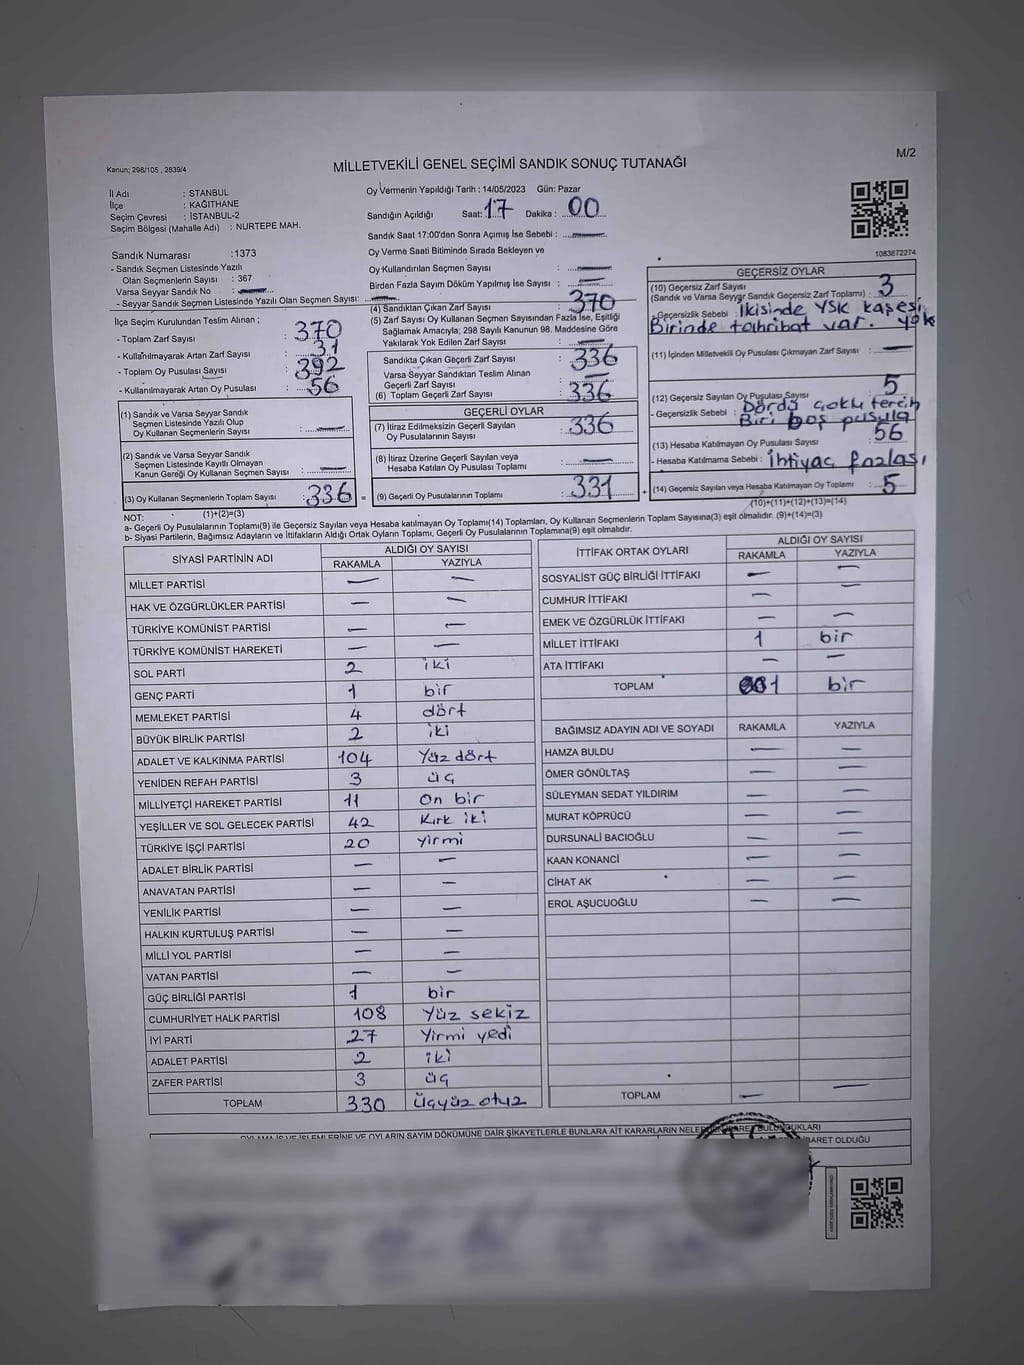 M/2
Kanun; 298/105 , 2839/4
MİLLETVEKİLİ GENEL SEÇİMİ SANDIK SONUÇ TUTANAĞI
İl Adı : İSTANBUL
İlçe : KAĞITHANE
Seçim Çevresi : İSTANBUL-2
Seçim Bölgesi (Mahalle Adı) : NURTEPE MAH.
Oy Vermenin Yapıldığı Tarih : 14/05/2023 Gün: Pazar
Sandığın Açıldığı Saat: 17 Dakika : 00
Sandık Saat 17:00'den Sonra Açımış İse Sebebi : —
Oy Verme Saati Bitiminde Sırada Bekleyen ve
Oy Kullandırılan Seçmen Sayısı : —
Birden Fazla Sayım Döküm Yapılmış İse Sayısı : —
1083672274
Sandık Numarası :1373
- Sandık Seçmen Listesinde Yazılı
Olan Seçmenlerin Sayısı : 367
Varsa Seyyar Sandık No : —
- Seyyar Sandık Seçmen Listesinde Yazılı Olan Seçmen Sayısı: —
İlçe Seçim Kurulundan Teslim Alınan ;
- Toplam Zarf Sayısı : 370
- Kullanılmayarak Artan Zarf Sayısı : 31
- Toplam Oy Pusulası Sayısı : 392
- Kullanılmayarak Artan Oy Pusulası : 56
(1) Sandık ve Varsa Seyyar Sandık
Seçmen Listesinde Yazılı Olup
Oy Kullanan Seçmenlerin Sayısı : —
(2) Sandık ve Varsa Seyyar Sandık
Seçmen Listesinde Kayıtlı Olmayan
Kanun Gereği Oy Kullanan Seçmen Sayısı : —
(3) Oy Kullanan Seçmenlerin Toplam Sayısı : 336 =
(1)+(2)=(3)
(4) Sandıktan Çıkan Zarf Sayısı : 370
(5) Zarf Sayısı Oy Kullanan Seçmen Sayısından Fazla İse, Eşitliği
Sağlamak Amacıyla; 298 Sayılı Kanunun 98. Maddesine Göre
Yakılarak Yok Edilen Zarf Sayısı : —
Sandıkta Çıkan Geçerli Zarf Sayısı : 336
Varsa Seyyar Sandıktan Teslim Alınan
Geçerli Zarf Sayısı : —
(6) Toplam Geçerli Zarf Sayısı : 336
GEÇERLİ OYLAR
(7) İtiraz Edilmeksizin Geçerli Sayılan
Oy Pusulalarının Sayısı : 336
(8) İtiraz Üzerine Geçerli Sayılan veya
Hesaba Katılan Oy Pusulası Toplamı : —
(9) Geçerli Oy Pusulalarının Toplamı : 331 +
GEÇERSİZ OYLAR
(10) Geçersiz Zarf Sayısı
(Sandık ve Varsa Seyyar Sandık Geçersiz Zarf Toplamı) : 3
- Geçersizlik Sebebi : İkisinde YSK kaşesi yok
Birinde tahribat var.
(11) İçinden Milletvekili Oy Pusulası Çıkmayan Zarf Sayısı : —
(12) Geçersiz Sayılan Oy Pusulası Sayısı : 5
- Geçersizlik Sebebi : Dördü çoklu tercih
Biri boş pusula
(13) Hesaba Katılmayan Oy Pusulası Sayısı : 56
- Hesaba Katılmama Sebebi : İhtiyaç fazlası
(14) Geçersiz Sayılan veya Hesaba Katılmayan Oy Toplamı : 5
(10)+(11)+(12)+(13)=(14)
NOT:
a- Geçerli Oy Pusulalarının Toplamı(9) ile Geçersiz Sayılan veya Hesaba katılmayan Oy Toplamı(14) Toplamları, Oy Kullanan Seçmenlerin Toplam Sayısına(3) eşit olmalıdır. (9)+(14)=(3)
b- Siyasi Partilerin, Bağımsız Adayların ve İttifakların Aldığı Ortak Oyların Toplamı, Geçerli Oy Pusulalarının Toplamına(9) eşit olmalıdır.
SİYASİ PARTİNİN ADI ALDIĞI OY SAYISI
RAKAMLA YAZIYLA
MİLLET PARTİSİ — —
HAK VE ÖZGÜRLÜKLER PARTİSİ — —
TÜRKİYE KOMÜNİST PARTİSİ — —
TÜRKİYE KOMÜNİST HAREKETİ — —
SOL PARTİ 2 iki
GENÇ PARTİ 1 bir
MEMLEKET PARTİSİ 4 dört
BÜYÜK BİRLİK PARTİSİ 2 iki
ADALET VE KALKINMA PARTİSİ 104 Yüz dört
YENİDEN REFAH PARTİSİ 3 üç
MİLLİYETÇİ HAREKET PARTİSİ 11 On bir
YEŞİLLER VE SOL GELECEK PARTİSİ 42 Kırk iki
TÜRKİYE İŞÇİ PARTİSİ 20 yirmi
ADALET BİRLİK PARTİSİ — —
ANAVATAN PARTİSİ — —
YENİLİK PARTİSİ — —
HALKIN KURTULUŞ PARTİSİ — —
MİLLİ YOL PARTİSİ — —
VATAN PARTİSİ — —
GÜÇ BİRLİĞİ PARTİSİ 1 bir
CUMHURİYET HALK PARTİSİ 108 Yüz sekiz
İYİ PARTİ 27 Yirmi yedi
ADALET PARTİSİ 2 iki
ZAFER PARTİSİ 3 üç
TOPLAM 330 Üçyüz otuz
İTTİFAK ORTAK OYLARI ALDIĞI OY SAYISI
RAKAMLA YAZIYLA
SOSYALİST GÜÇ BİRLİĞİ İTTİFAKI — —
CUMHUR İTTİFAKI — —
EMEK VE ÖZGÜRLÜK İTTİFAKI — —
MİLLET İTTİFAKI 1 bir
ATA İTTİFAKI — —
TOPLAM 1 bir
BAĞIMSIZ ADAYIN ADI VE SOYADI RAKAMLA YAZIYLA
HAMZA BULDU — —
ÖMER GÖNÜLTAŞ — —
SÜLEYMAN SEDAT YILDIRIM — —
MURAT KÖPRÜCÜ — —
DURSUNALİ BACIOĞLU — —
KAAN KONANCİ — —
CİHAT AK — —
EROL AŞUCUOĞLU — —
TOPLAM — —
OYLAMA İŞ VE İŞLEMLERİNE VE OYLARIN SAYIM DÖKÜMÜNE DAİR ŞİKAYETLERLE BUNLARA AİT KARARLARIN NELERDEN İBARET BULUNDUKLARI
İBARET OLDUĞU